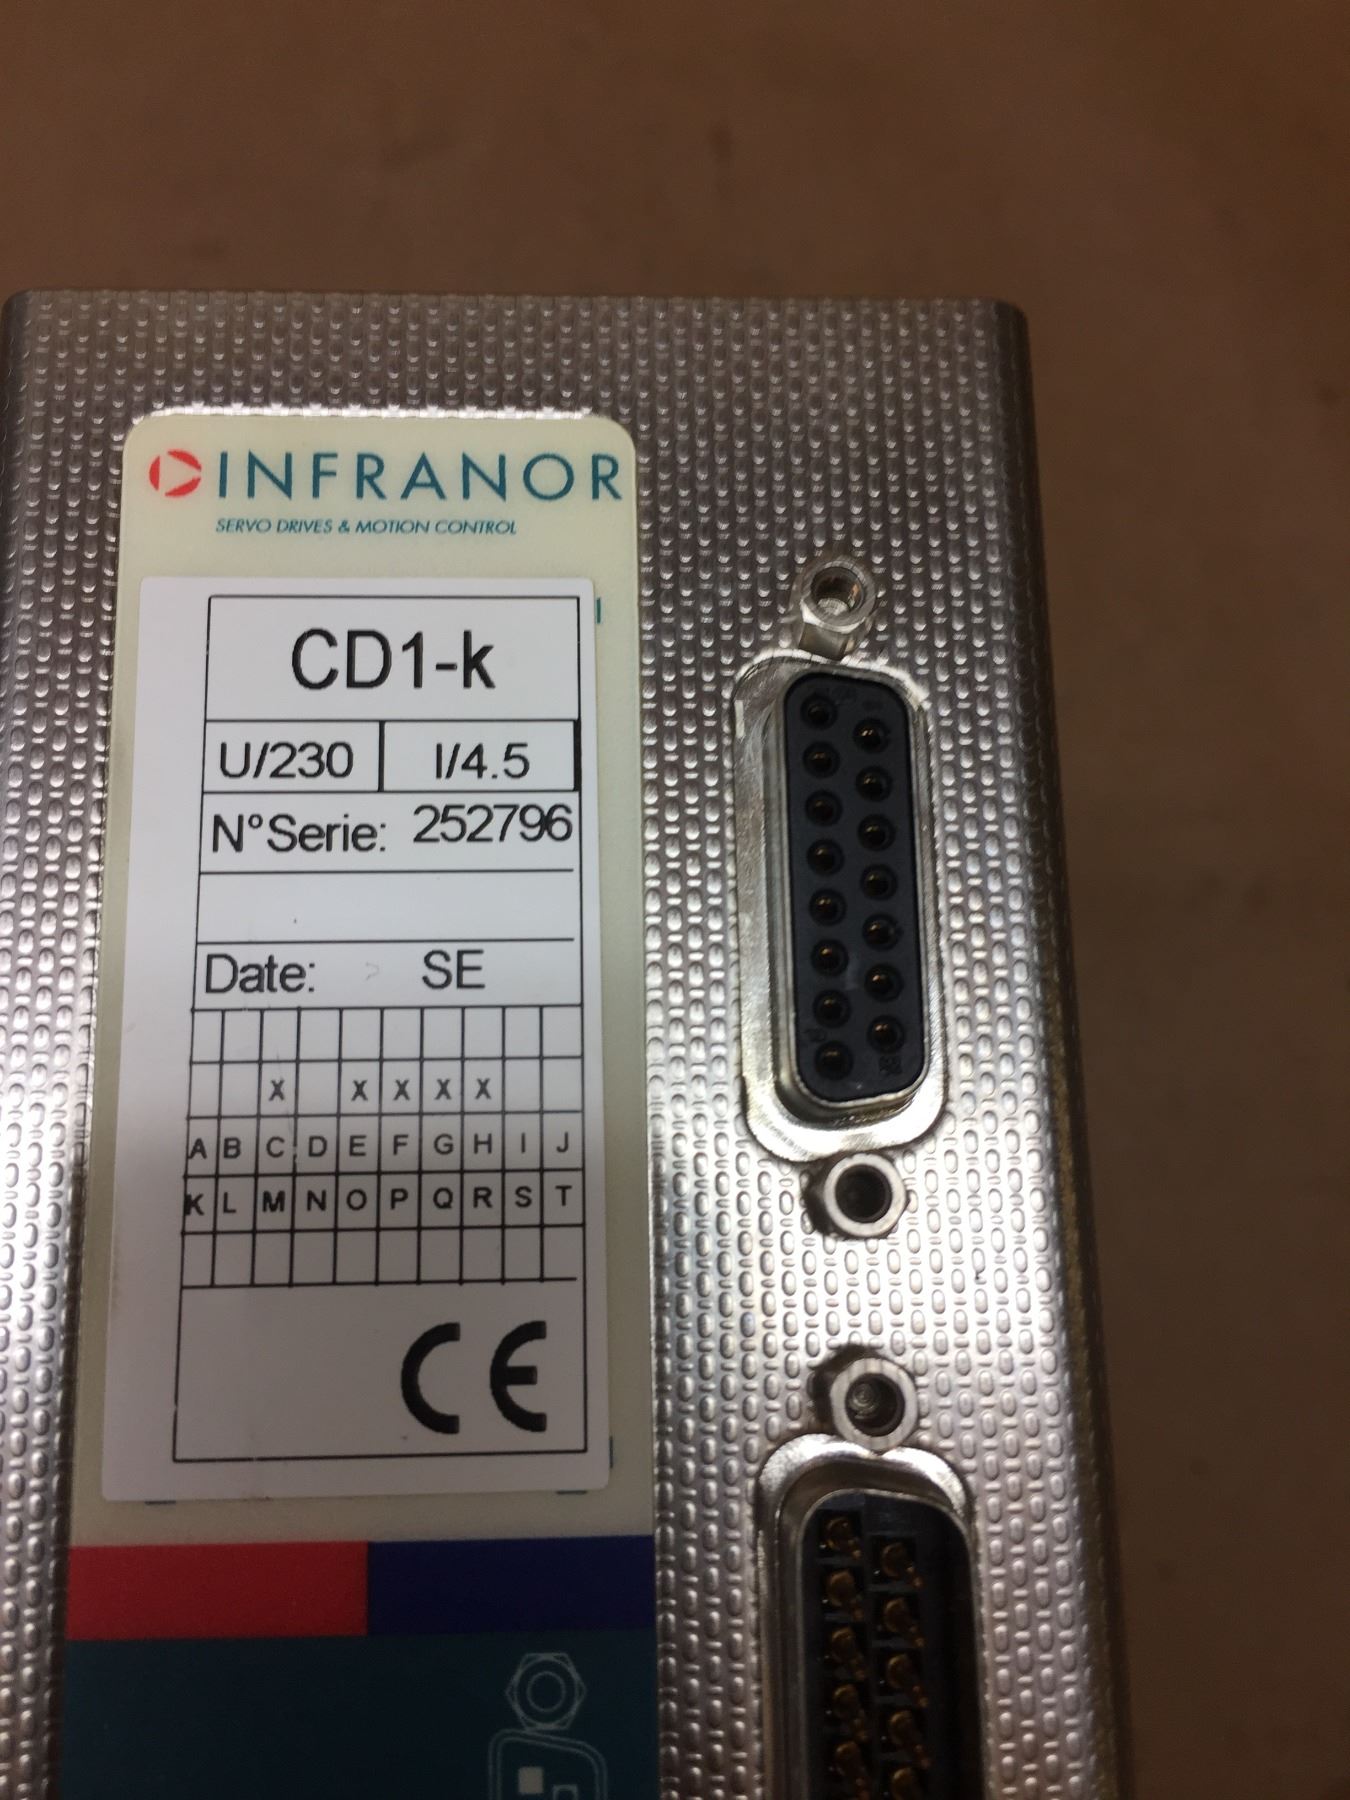 INFRANOR
SERVO DRIVES & MOTION CONTROL
CD1-k
U/230 I/4.5
N°Serie: 252796
Date: SE
X X X X X
A B C D E F G H I J
K L M N O P Q R S T
CE